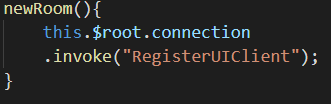 newRoom(){
    this.$root.connection
    .invoke("RegisterUIClient");
}